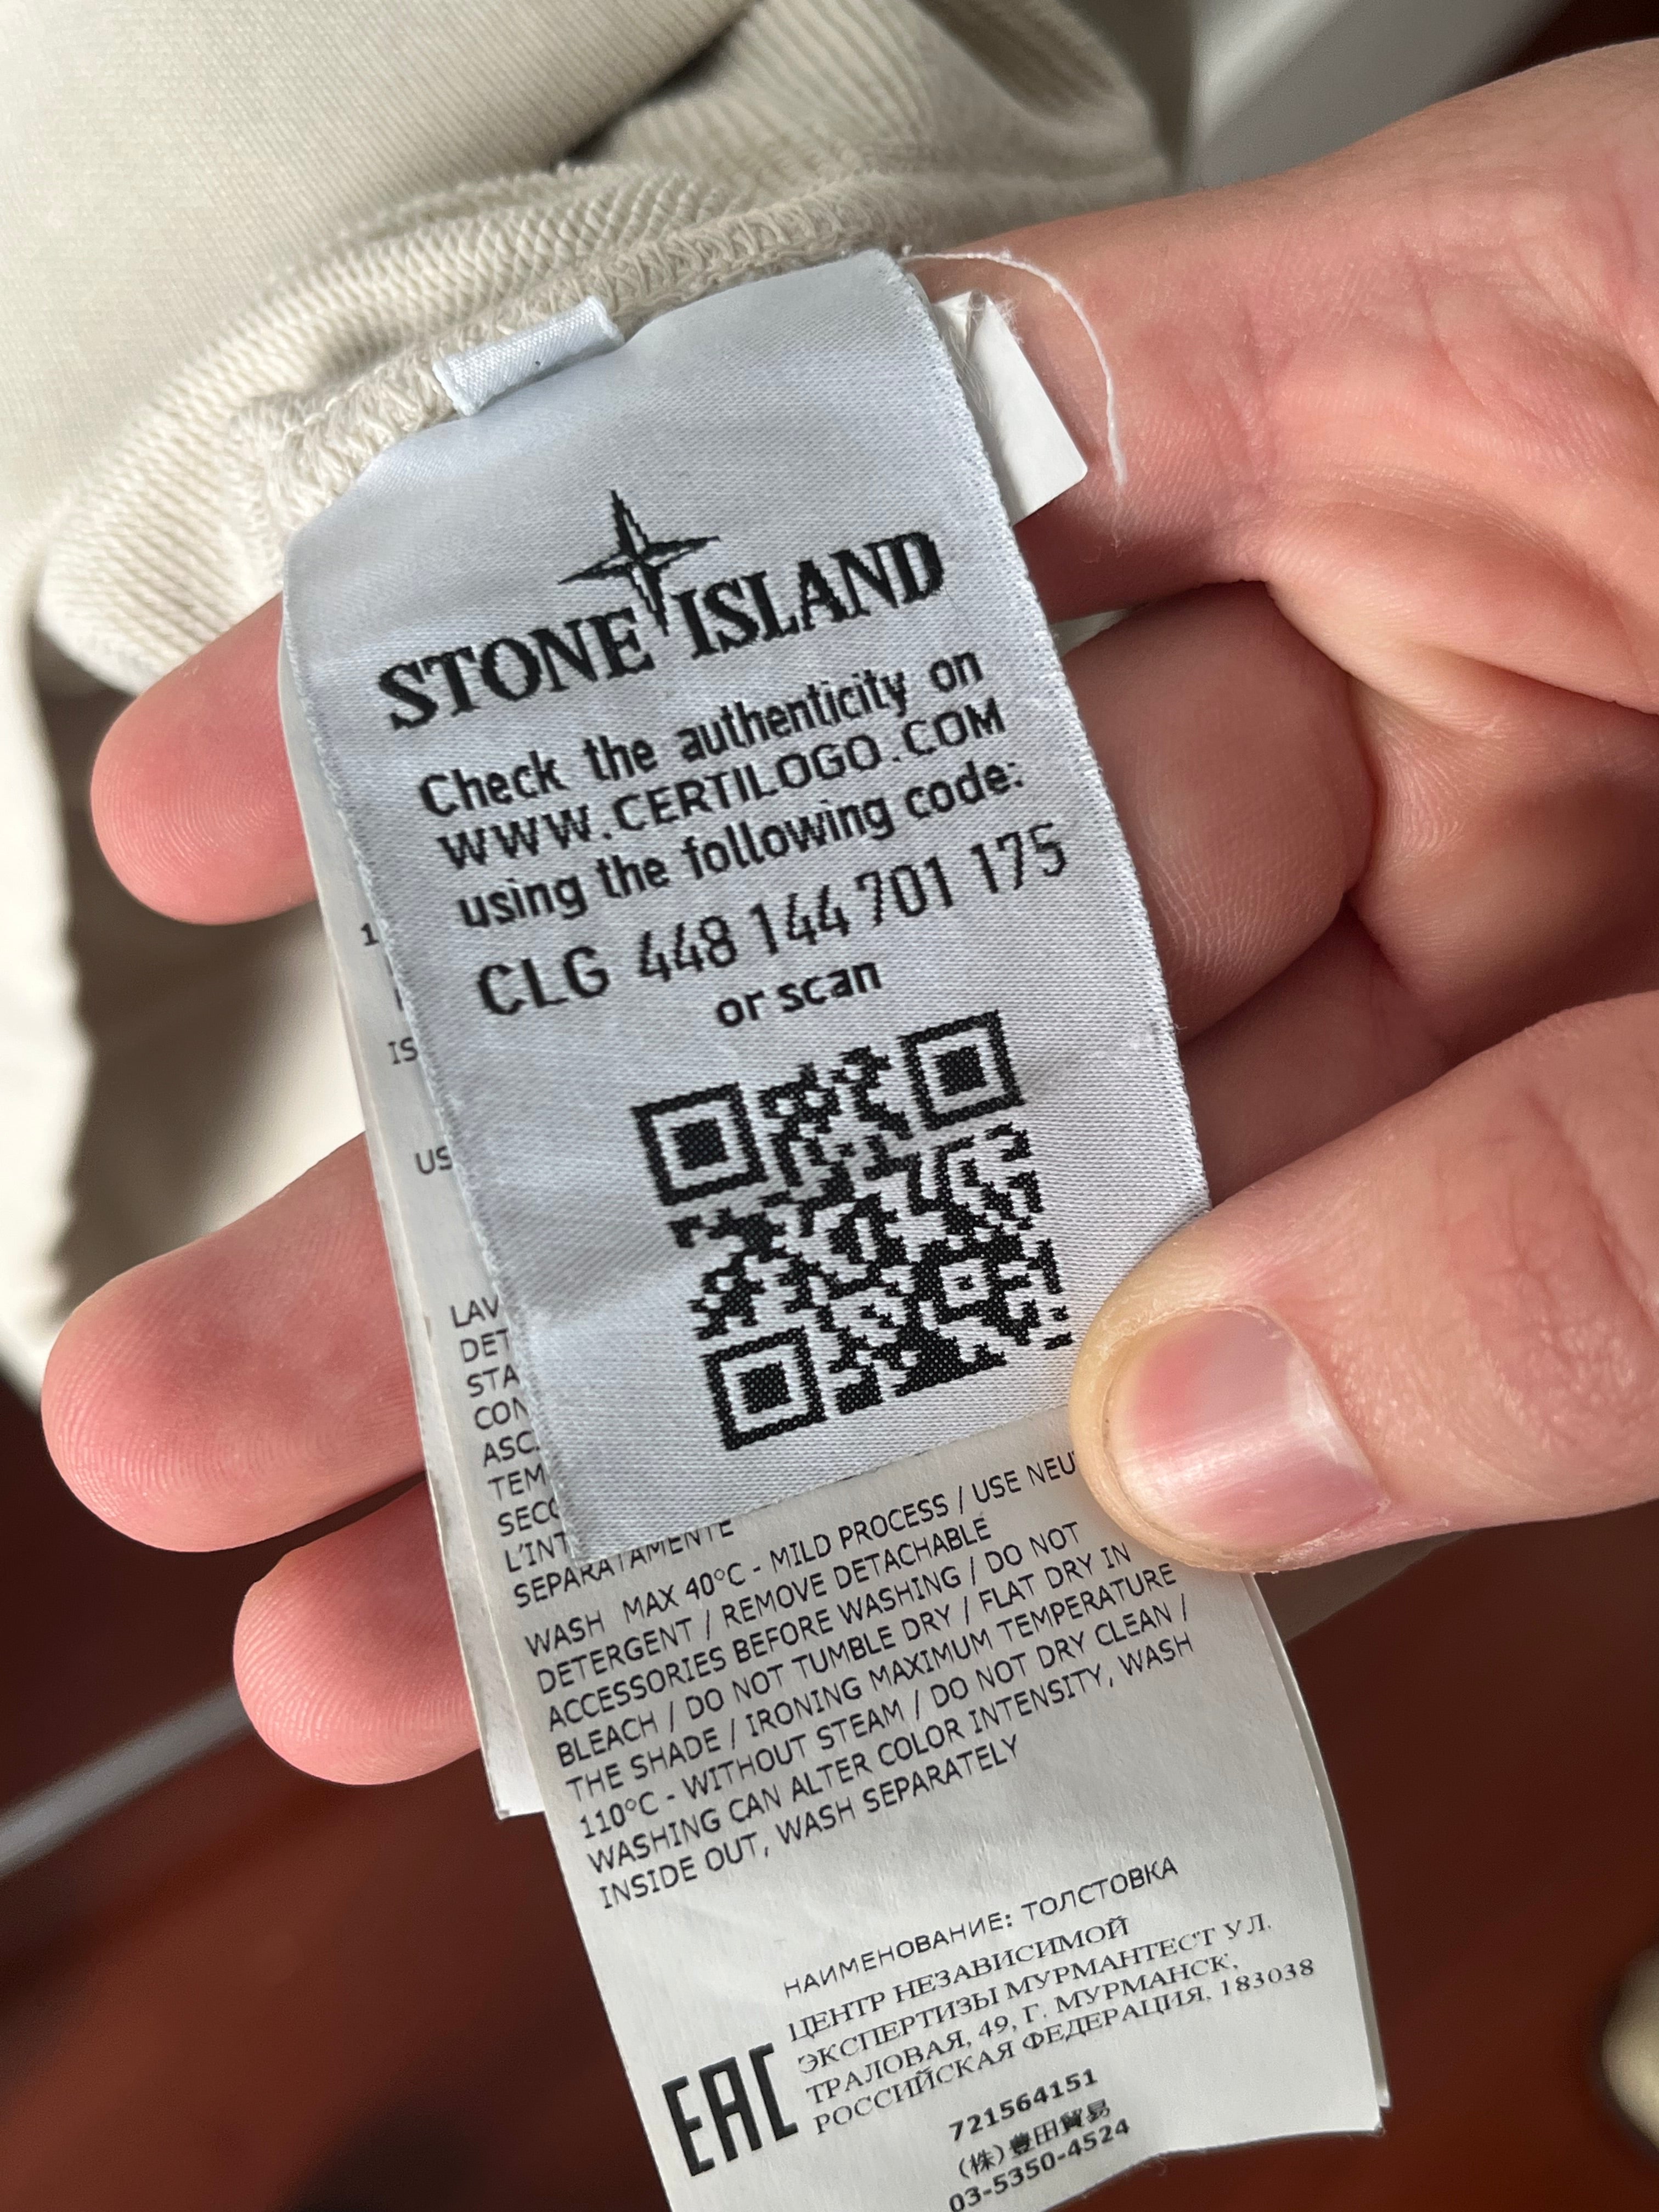 STONE ISLAND
Check the authenticity on
WWW.CERTILOGO.COM
using the following code:
CLG 448 144 701 175
or scan
1
IS
US
LAV
DET
STA
CON
ASC
TEM
SECC
L'INT
SEPARATAMENTE
WASH MAX 40°C - MILD PROCESS / USE NEU
DETERGENT / REMOVE DETACHABLE
ACCESSORIES BEFORE WASHING / DO NOT
BLEACH / DO NOT TUMBLE DRY / FLAT DRY IN
THE SHADE / IRONING MAXIMUM TEMPERATURE
110°C - WITHOUT STEAM / DO NOT DRY CLEAN /
WASHING CAN ALTER COLOR INTENSITY, WASH
INSIDE OUT, WASH SEPARATELY
НАИМЕНОВАНИЕ: ТОЛСТОВКА
ЦЕНТР НЕЗАВИСИМОЙ
ЭКСПЕРТИЗЫ МУРМАНТЕСТ УЛ.
ТРАЛОВАЯ, 49, Г. МУРМАНСК,
РОССИЙСКАЯ ФЕДЕРАЦИЯ, 183038
EAC
721564151
(株)豊田貿易
03-5350-4524